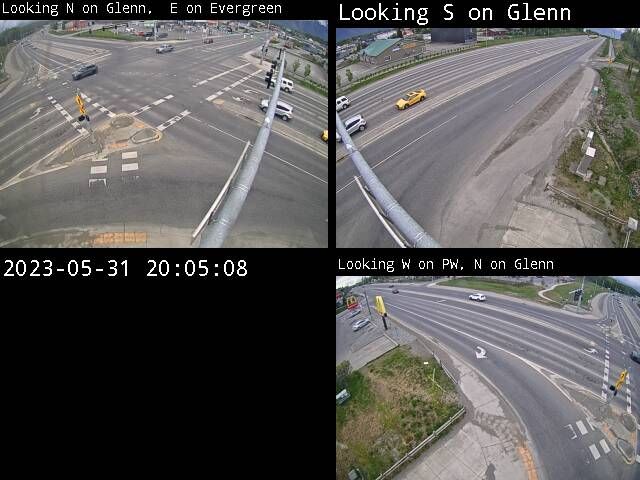 Looking N on Glenn,  E on Evergreen
Looking S on Glenn
2023-05-31 20:05:08
Looking W on PW, N on Glenn